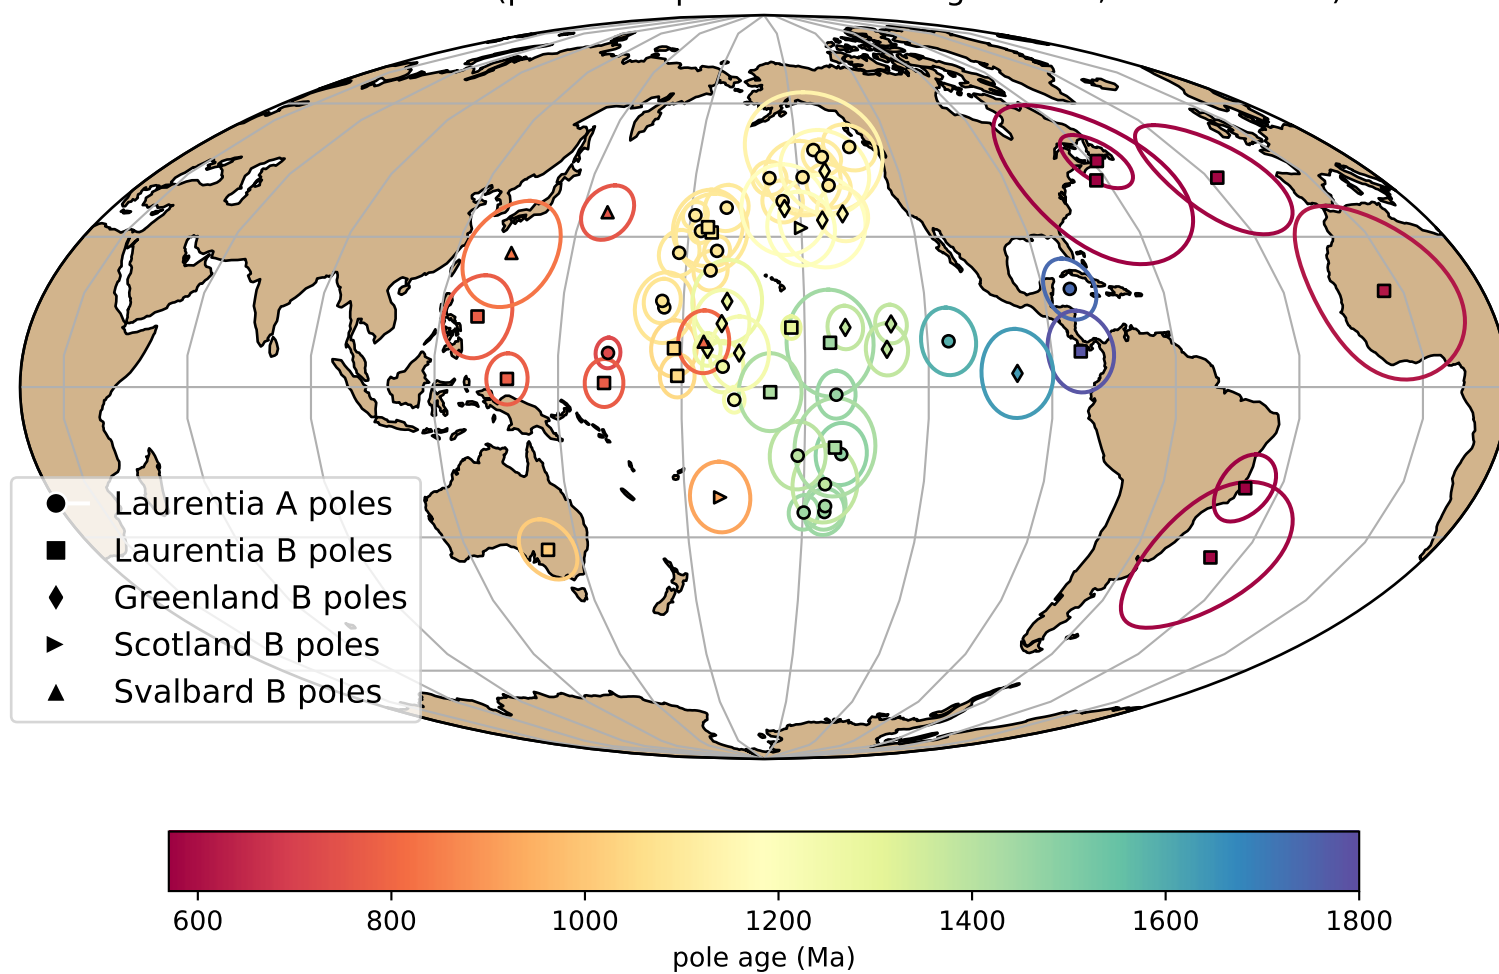 Laurentia A poles
Laurentia B poles
Greenland B poles
Scotland B poles
Svalbard B poles
600 800 1000 1200 1400 1600 1800
pole age (Ma)